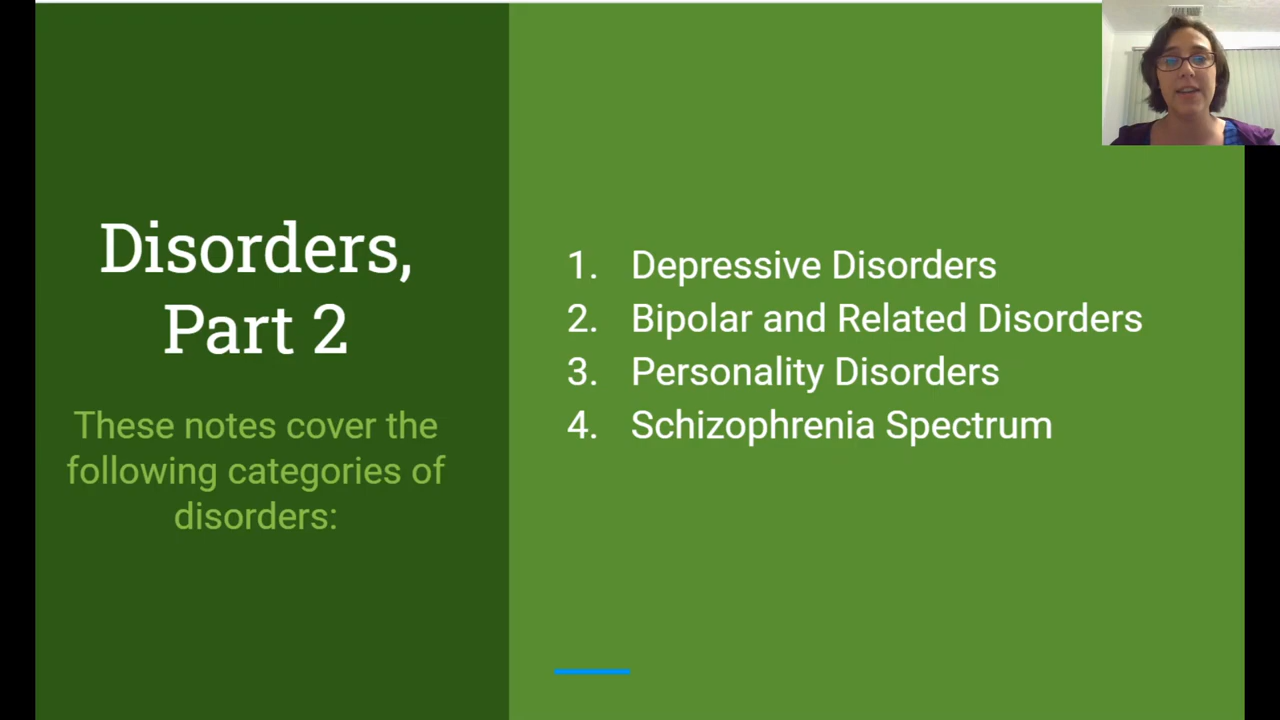 Disorders,
Part 2
These notes cover the
following categories of
disorders:
1. Depressive Disorders
2. Bipolar and Related Disorders
3. Personality Disorders
4. Schizophrenia Spectrum